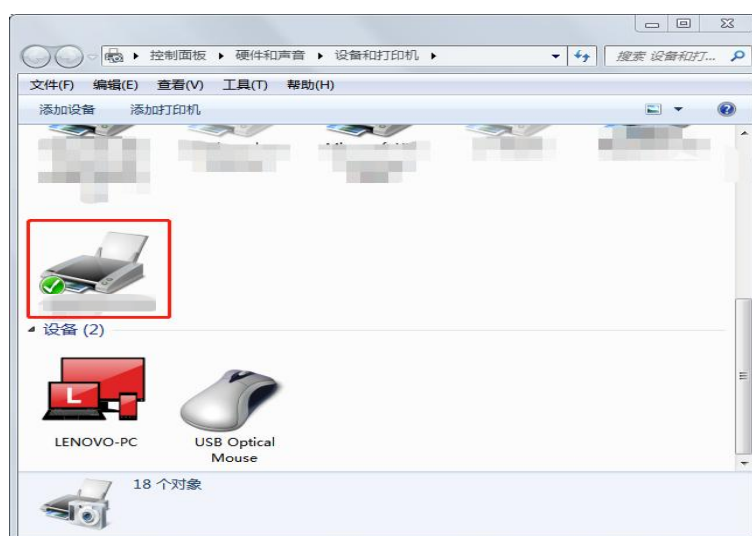 控制面板 ▸ 硬件和声音 ▸ 设备和打印机 ▸
搜索 设备和打...
文件(F) 编辑(E) 查看(V) 工具(T) 帮助(H)
添加设备 添加打印机
设备 (2)
L
LENOVO-PC
USB Optical
Mouse
18 个对象